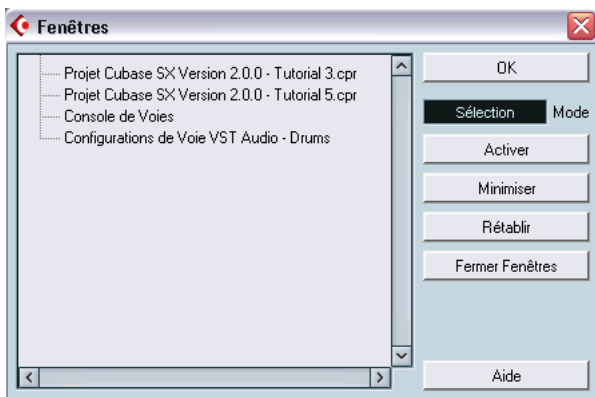 Fenêtres
Projet Cubase SX Version 2.0.0 - Tutorial 3.cpr
Projet Cubase SX Version 2.0.0 - Tutorial 5.cpr
Console de Voies
Configurations de Voie VST Audio - Drums
OK
Sélection Mode
Activer
Minimiser
Rétablir
Fermer Fenêtres
Aide